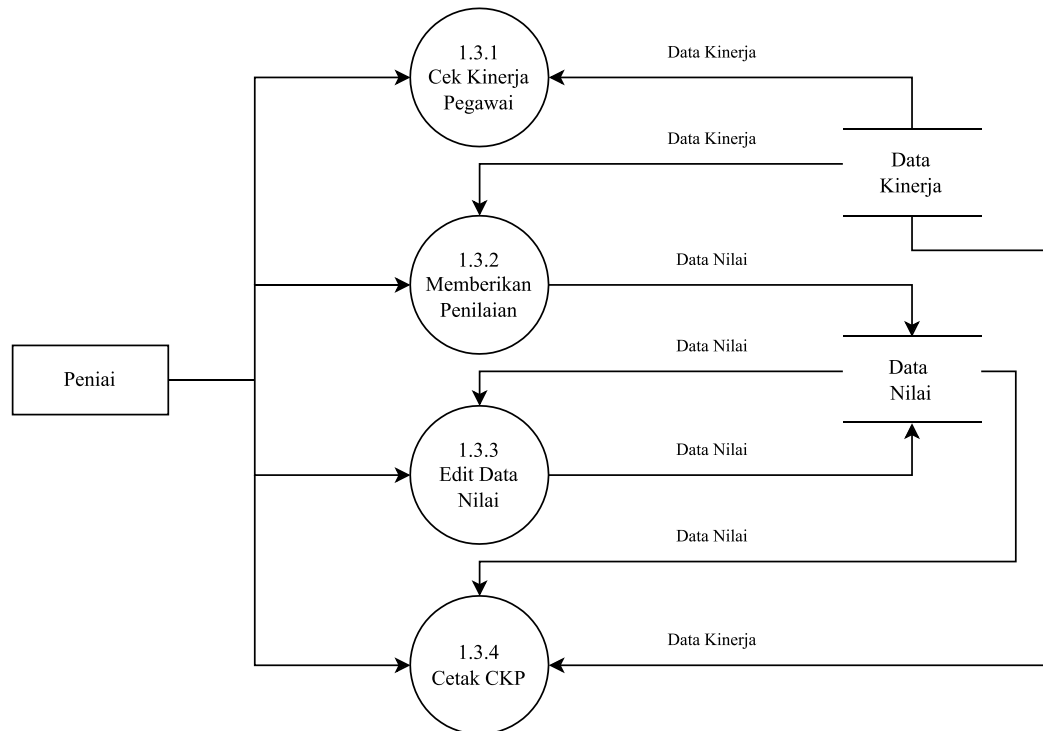 1.3.1
Cek Kinerja
Pegawai
Data Kinerja
Data Kinerja
Data
Kinerja
1.3.2
Memberikan
Penilaian
Data Nilai
Data Nilai
Data
Nilai
Peniai
1.3.3
Edit Data
Nilai
Data Nilai
Data Nilai
1.3.4
Cetak CKP
Data Kinerja